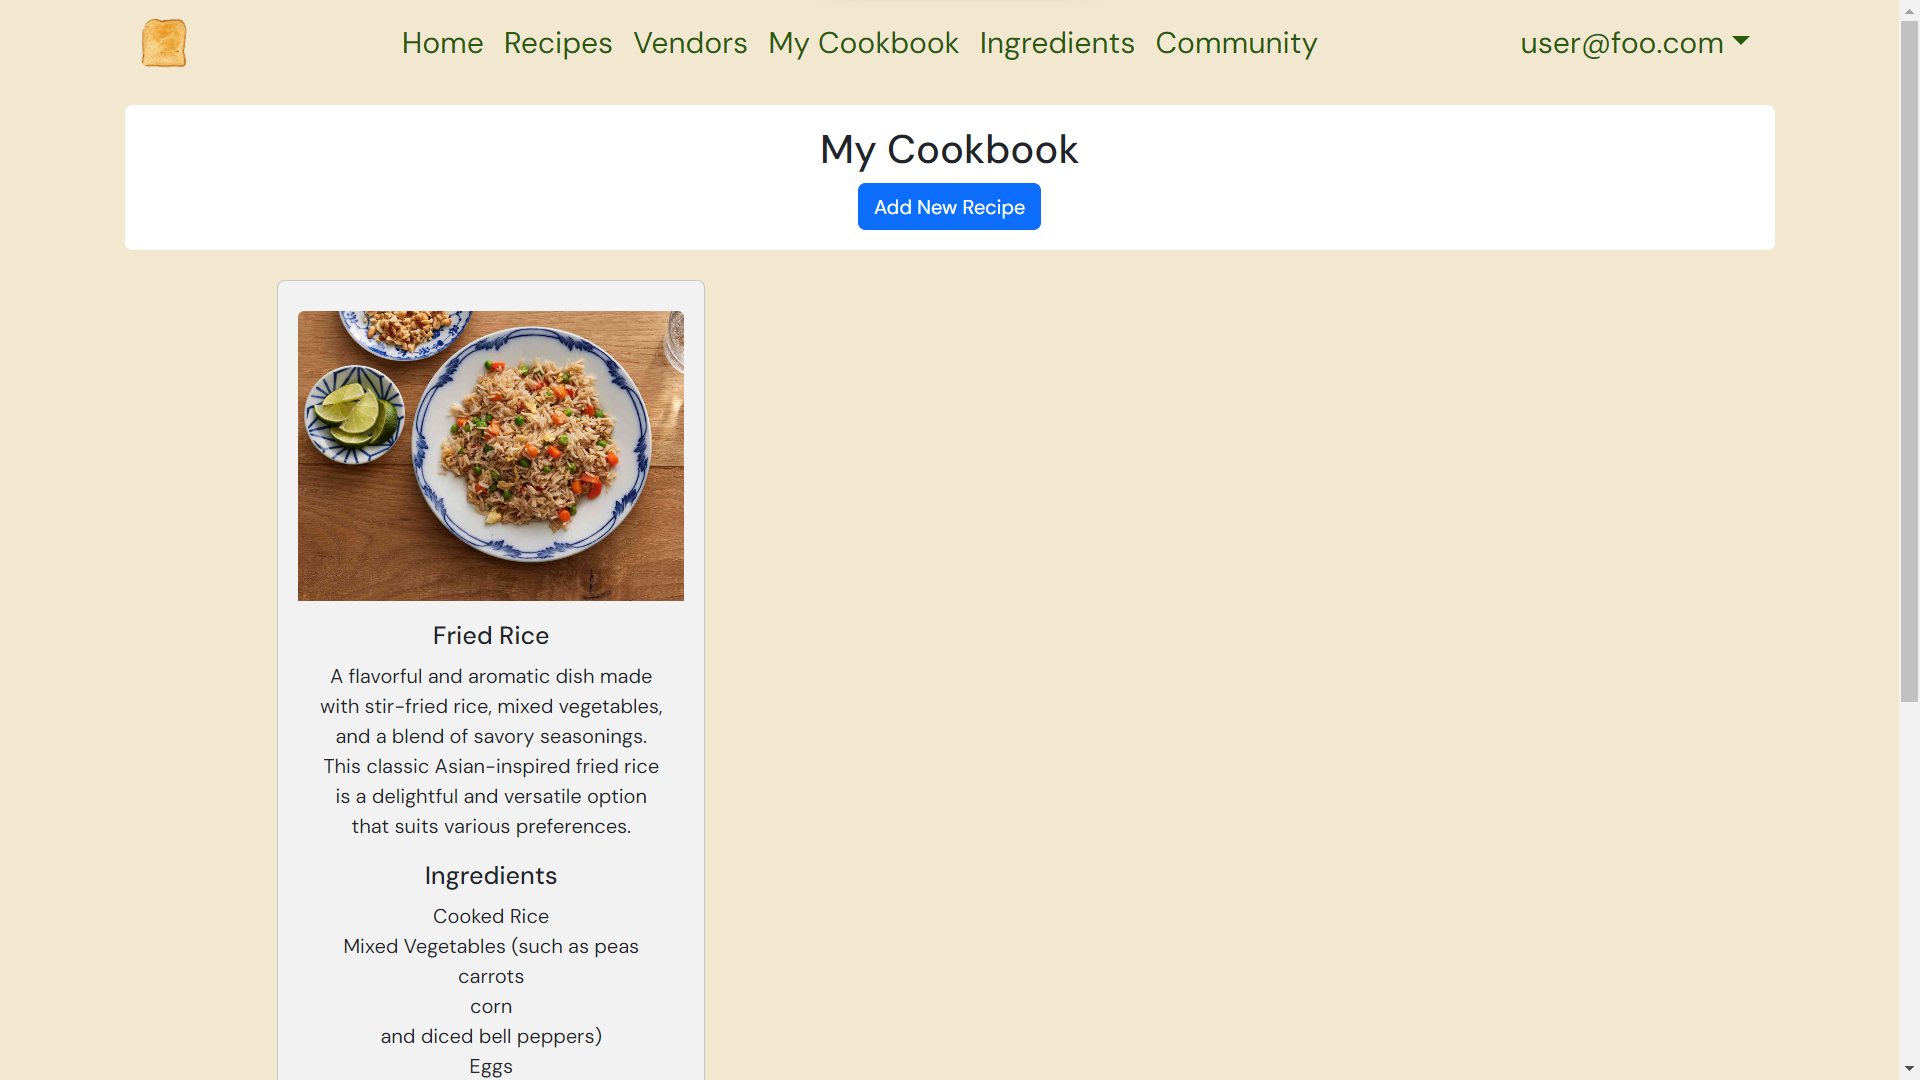 Home Recipes Vendors My Cookbook Ingredients Community user@foo.com
My Cookbook
Add New Recipe
Fried Rice
A flavorful and aromatic dish made
with stir-fried rice, mixed vegetables,
and a blend of savory seasonings.
This classic Asian-inspired fried rice
is a delightful and versatile option
that suits various preferences.
Ingredients
Cooked Rice
Mixed Vegetables (such as peas
carrots
corn
and diced bell peppers)
Eggs